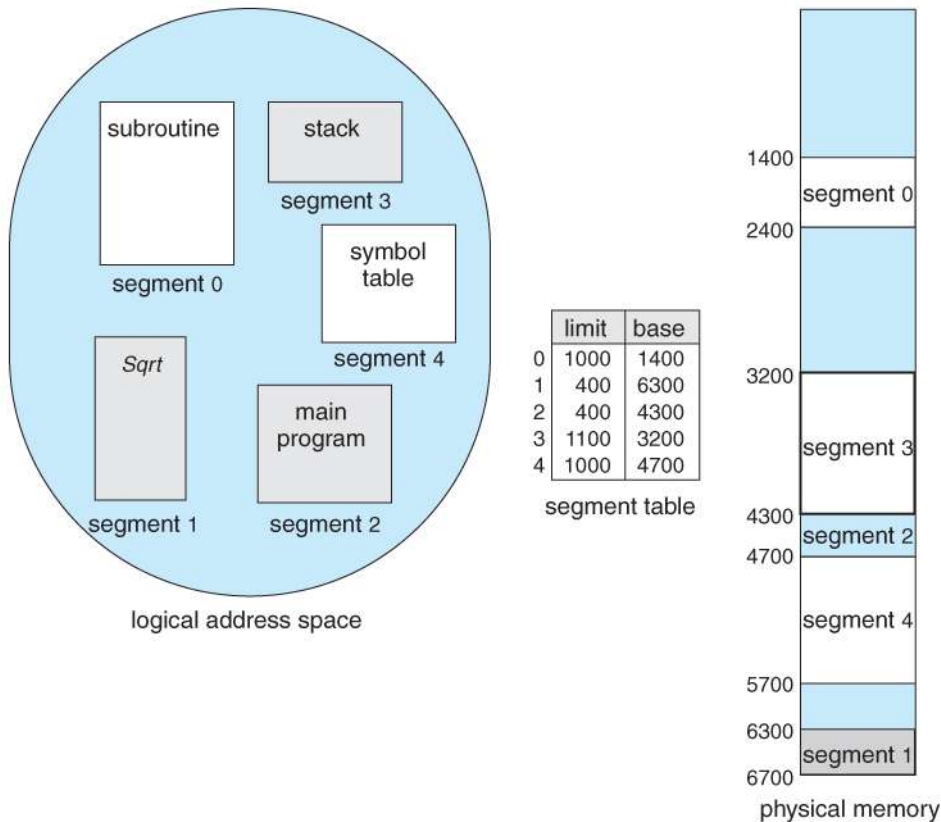 subroutine
segment 0
stack
segment 3
symbol
table
segment 4
Sqrt
segment 1
main
program
segment 2
logical address space
limit base
0 1000 1400
1 400 6300
2 400 4300
3 1100 3200
4 1000 4700
segment table
1400
segment 0
2400
3200
segment 3
4300
segment 2
4700
segment 4
5700
6300
segment 1
6700
physical memory